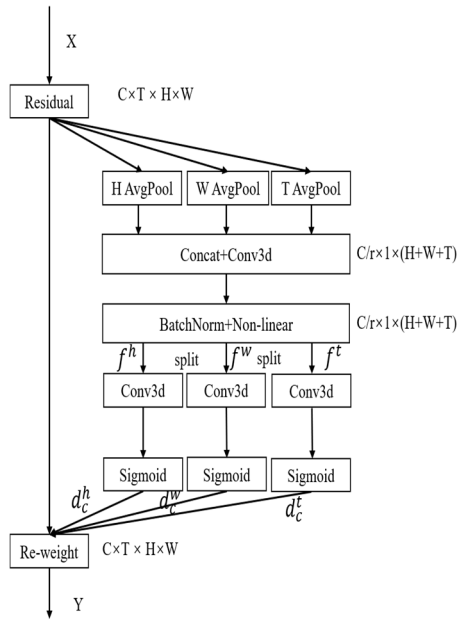 X
Residual
C×T × H×W
H AvgPool W AvgPool T AvgPool
Concat+Conv3d
C/r×1×(H+W+T)
BatchNorm+Non-linear
C/r×1×(H+W+T)
f^h split f^w split f^t
Conv3d Conv3d Conv3d
Sigmoid Sigmoid Sigmoid
d_c^h d_c^w d_c^t
Re-weight
C×T × H×W
Y